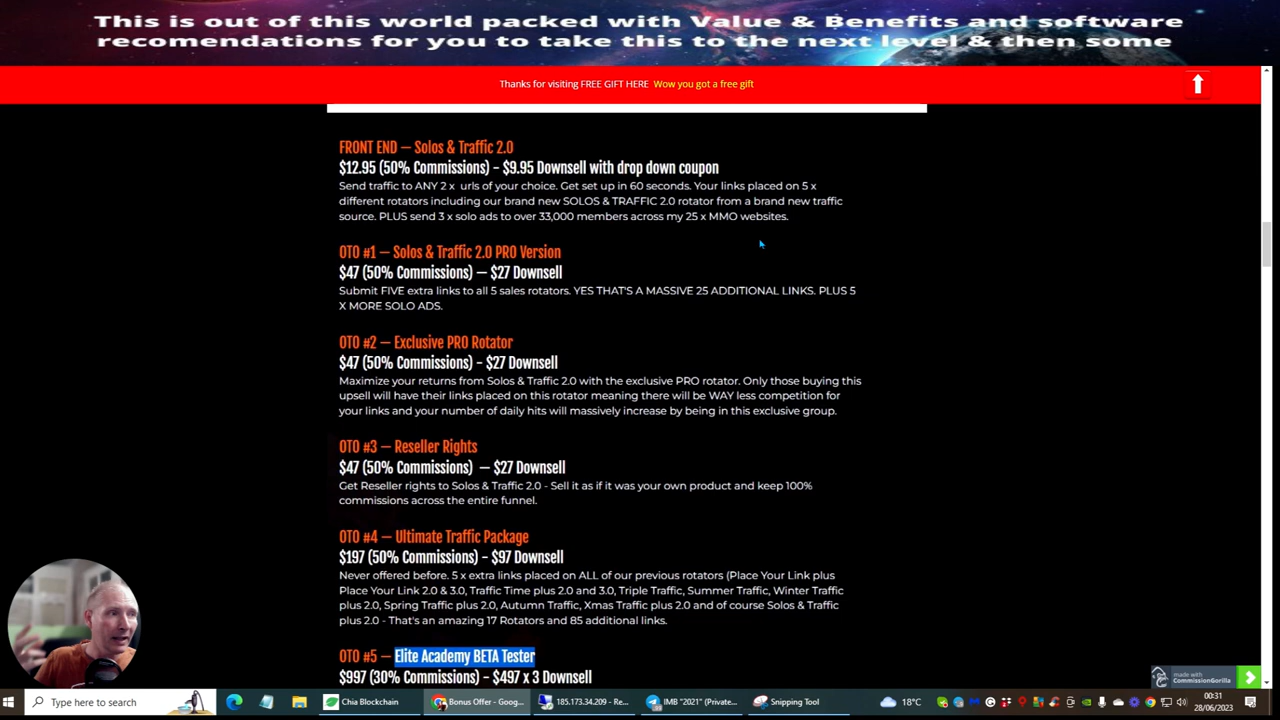 This is out of this world packed with Value & Benefits and software
recomendations for you to take this to the next level & then some
Thanks for visiting FREE GIFT HERE Wow you got a free gift
FRONT END — Solos & Traffic 2.0
$12.95 (50% Commissions) - $9.95 Downsell with drop down coupon
Send traffic to ANY 2 x urls of your choice. Get set up in 60 seconds. Your links placed on 5 x
different rotators including our brand new SOLOS & TRAFFIC 2.0 rotator from a brand new traffic
source. PLUS send 3 x solo ads to over 33,000 members across my 25 x MMO websites.
OTO #1 — Solos & Traffic 2.0 PRO Version
$47 (50% Commissions) — $27 Downsell
Submit FIVE extra links to all 5 sales rotators. YES THAT'S A MASSIVE 25 ADDITIONAL LINKS. PLUS 5
X MORE SOLO ADS.
OTO #2 — Exclusive PRO Rotator
$47 (50% Commissions) - $27 Downsell
Maximize your returns from Solos & Traffic 2.0 with the exclusive PRO rotator. Only those buying this
upsell will have their links placed on this rotator meaning there will be WAY less competition for
your links and your number of daily hits will massively increase by being in this exclusive group.
OTO #3 — Reseller Rights
$47 (50% Commissions) — $27 Downsell
Get Reseller rights to Solos & Traffic 2.0 - Sell it as if it was your own product and keep 100%
commissions across the entire funnel.
OTO #4 — Ultimate Traffic Package
$197 (50% Commissions) - $97 Downsell
Never offered before. 5 x extra links placed on ALL of our previous rotators (Place Your Link plus
Place Your Link 2.0 & 3.0, Traffic Time plus 2.0 and 3.0, Triple Traffic, Summer Traffic, Winter Traffic
plus 2.0, Spring Traffic plus 2.0, Autumn Traffic, Xmas Traffic plus 2.0 and of course Solos & Traffic
plus 2.0 - That's an amazing 17 Rotators and 85 additional links.
OTO #5 — Elite Academy BETA Tester
$997 (30% Commissions) - $497 x 3 Downsell
made with
CommissionGorilla
Type here to search
Chia Blockchain
Bonus Offer - Goog...
185.173.34.209 - Re...
IMB "2021" (Private...
Snipping Tool
18°C
00:31
28/06/2023